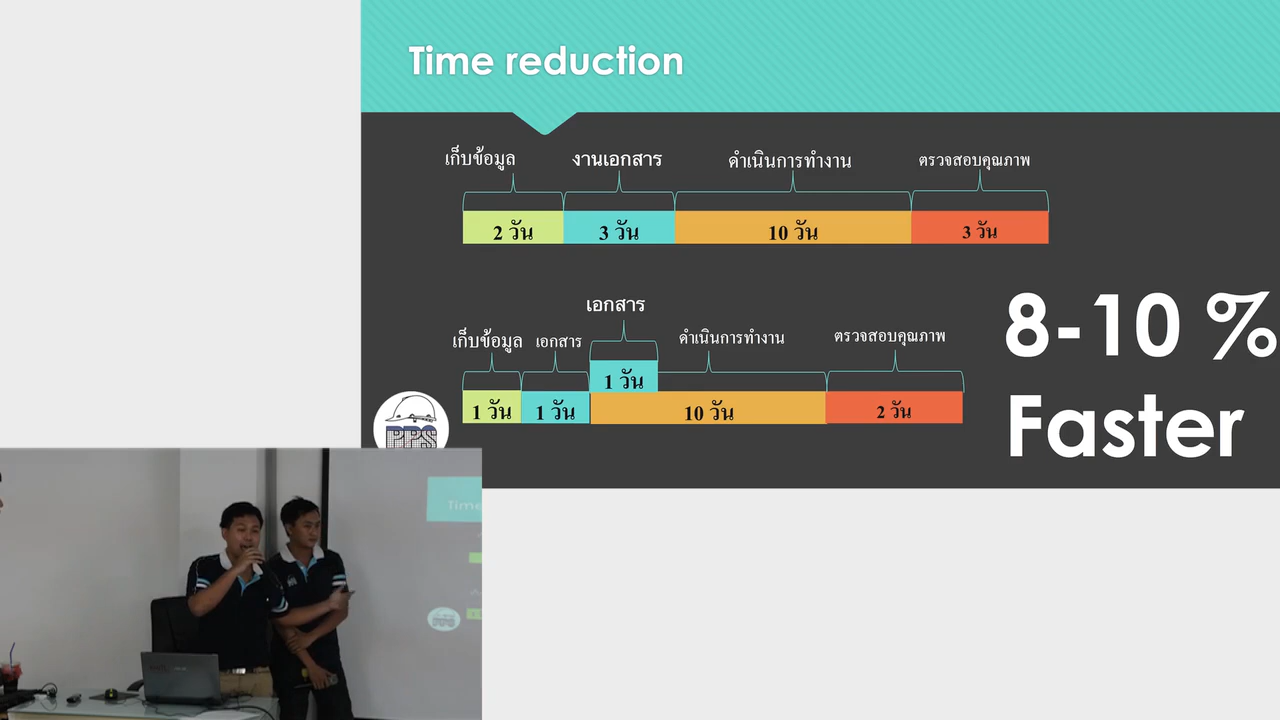 Time reduction
เก็บข้อมูล งานเอกสาร ดำเนินการทำงาน ตรวจสอบคุณภาพ
2 วัน 3 วัน 10 วัน 3 วัน
เอกสาร
เก็บข้อมูล เอกสาร ดำเนินการทำงาน ตรวจสอบคุณภาพ
1 วัน
1 วัน 1 วัน 10 วัน 2 วัน
8-10 %
Faster
PPS
Time